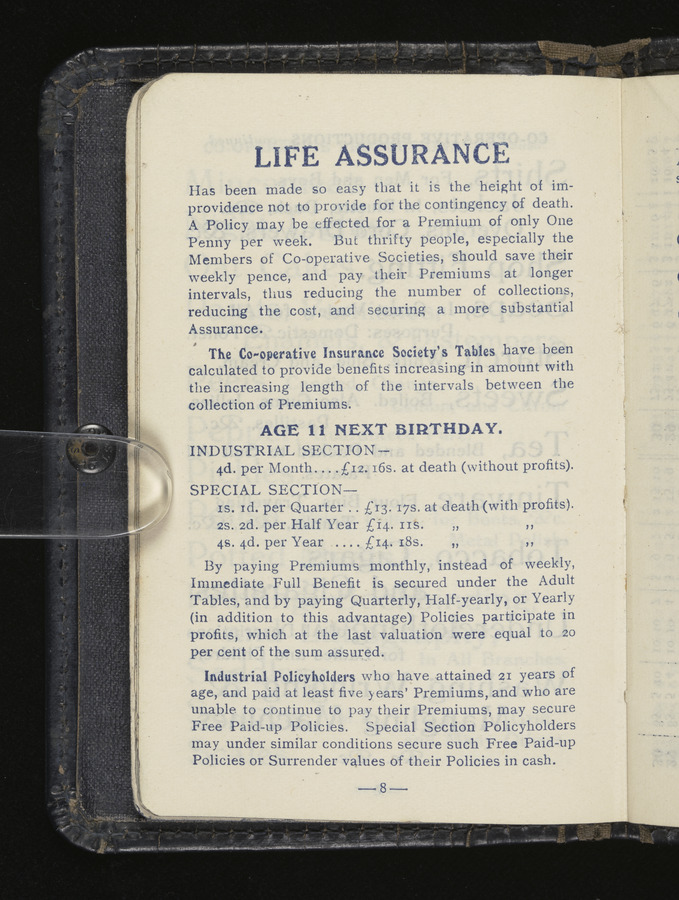 LIFE ASSURANCE
Has been made so easy that it is the height of im-
providence not to provide for the contingency of death.
A Policy may be effected for a Premium of only One
Penny per week. But thrifty people, especially the
Members of Co-operative Societies, should save their
weekly pence, and pay their Premiums at longer
intervals, thus reducing the number of collections,
reducing the cost, and securing a more substantial
Assurance.
The Co-operative Insurance Society's Tables have been
calculated to provide benefits increasing in amount with
the increasing length of the intervals between the
collection of Premiums.
AGE 11 NEXT BIRTHDAY.
INDUSTRIAL SECTION—
4d. per Month....£12. 16s. at death (without profits).
SPECIAL SECTION—
1s. 1d. per Quarter .. £13. 17s. at death (with profits).
2s. 2d. per Half Year £14. 11s. „ „
4s. 4d. per Year .... £14. 18s. „ „
By paying Premiums monthly, instead of weekly,
Immediate Full Benefit is secured under the Adult
Tables, and by paying Quarterly, Half-yearly, or Yearly
(in addition to this advantage) Policies participate in
profits, which at the last valuation were equal to 20
per cent of the sum assured.
Industrial Policyholders who have attained 21 years of
age, and paid at least five years' Premiums, and who are
unable to continue to pay their Premiums, may secure
Free Paid-up Policies. Special Section Policyholders
may under similar conditions secure such Free Paid-up
Policies or Surrender values of their Policies in cash.
—8—